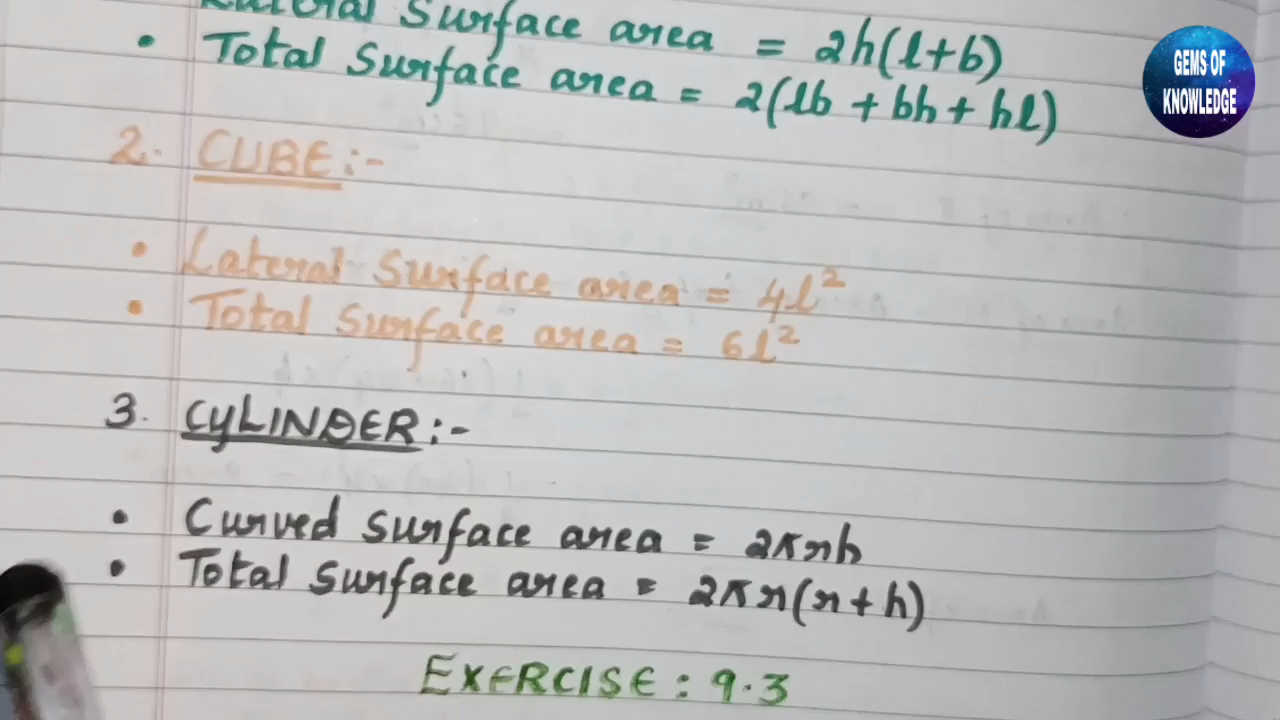 Lateral Surface area = 2h(l+b)
• Total Surface area = 2(lb + bh + hl)
GEMS OF
KNOWLEDGE
2. CUBE:-
• Lateral Surface area = 4l²
• Total Surface area = 6l²
3. CYLINDER:-
• Curved Surface area = 2πrh
• Total Surface area = 2πr(r+h)
EXERCISE: 9.3